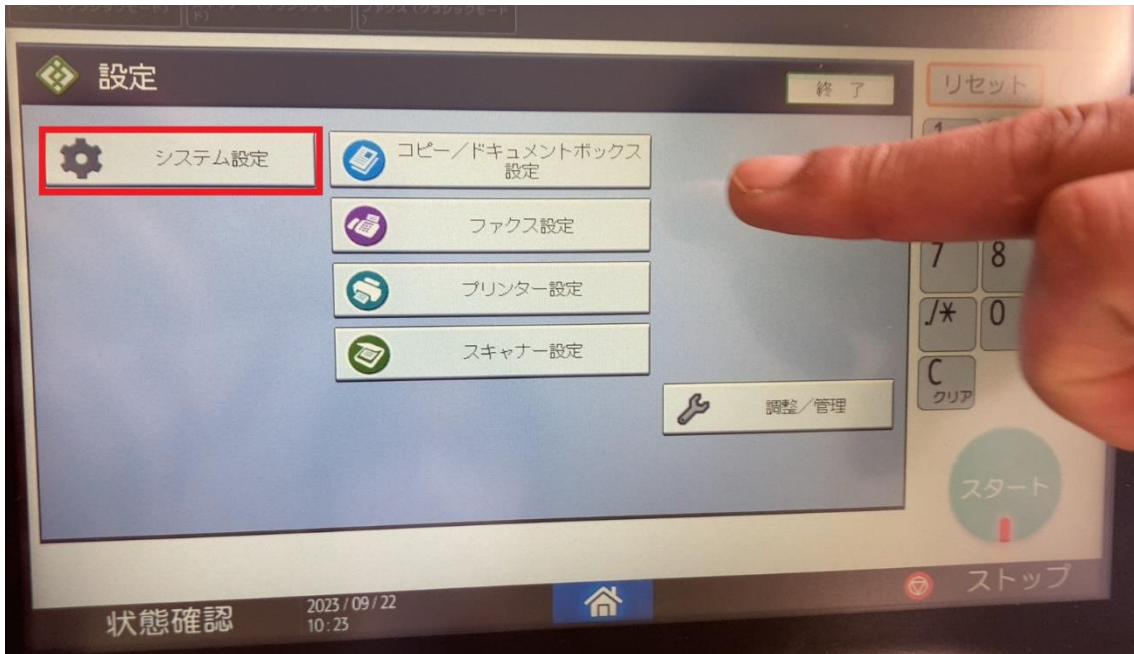 設定
終 了
リセット
システム設定
コピー/ドキュメントボックス
設定
ファクス設定
7
8
プリンター設定
./*
0
スキャナー設定
C
クリア
調整/管理
スタート
ストップ
状態確認
2023/09/22
10:23